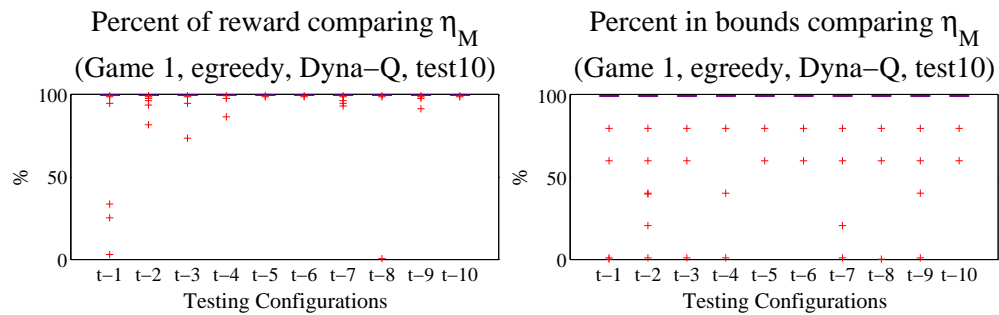 Percent of reward comparing η_M
(Game 1, egreedy, Dyna−Q, test10)
100
50
0
%
t−1 t−2 t−3 t−4 t−5 t−6 t−7 t−8 t−9 t−10
Testing Configurations
Percent in bounds comparing η_M
(Game 1, egreedy, Dyna−Q, test10)
100
50
0
%
t−1 t−2 t−3 t−4 t−5 t−6 t−7 t−8 t−9 t−10
Testing Configurations